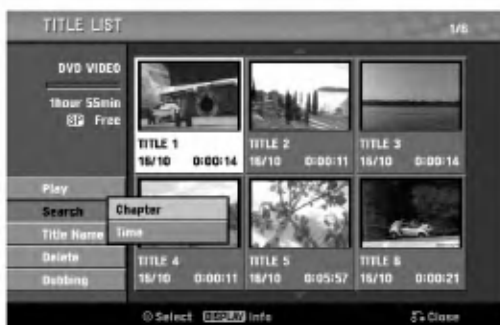 TITLE LIST 1/6
DVD VIDEO
1hour 55min
SP Free
TITLE 1
16/10 0:00:14
TITLE 2
16/10 0:00:11
TITLE 3
16/10 0:00:14
Play
Search
Title Name
Delete
Dubbing
Chapter
Time
TITLE 4
16/10 0:00:11
TITLE 5
16/10 0:05:57
TITLE 6
16/10 0:00:21
Select DISPLAY Info Close